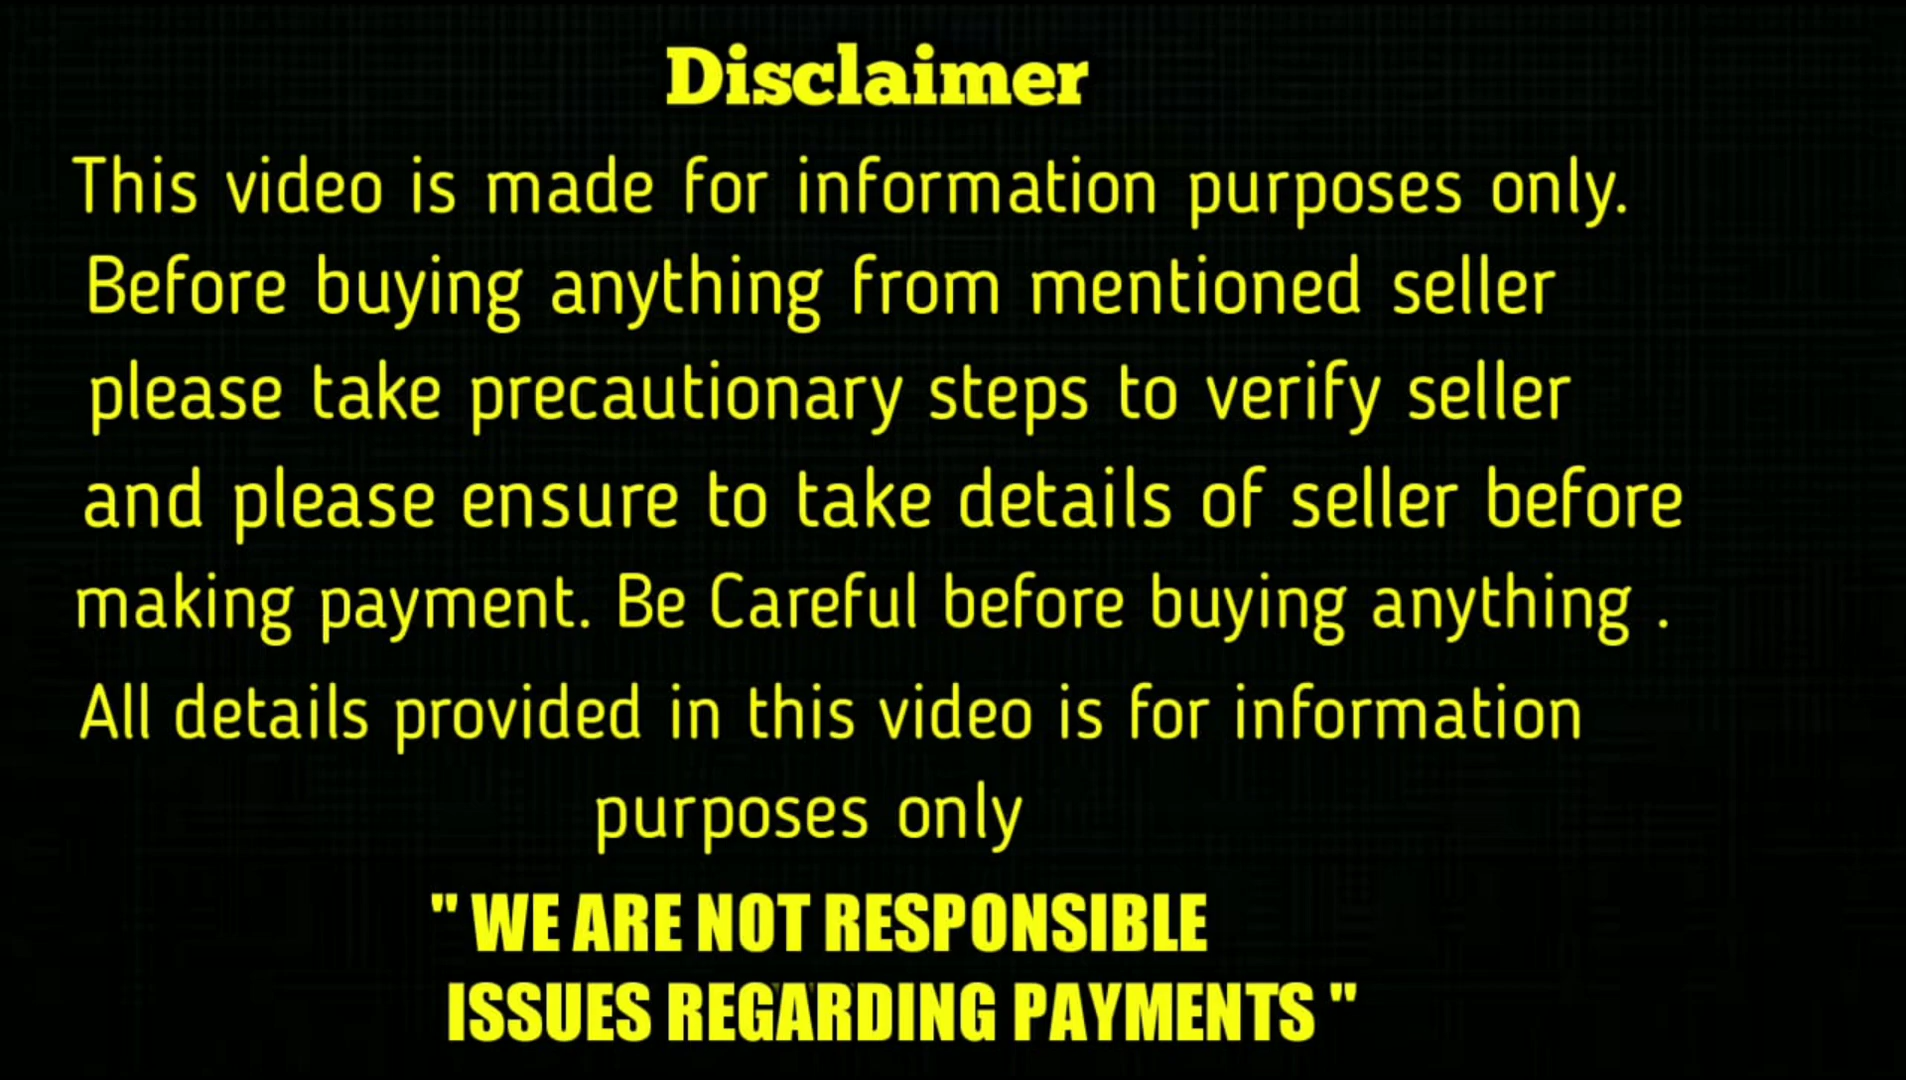 Disclaimer
This video is made for information purposes only.
Before buying anything from mentioned seller
please take precautionary steps to verify seller
and please ensure to take details of seller before
making payment. Be Careful before buying anything .
All details provided in this video is for information
purposes only
" WE ARE NOT RESPONSIBLE
ISSUES REGARDING PAYMENTS "